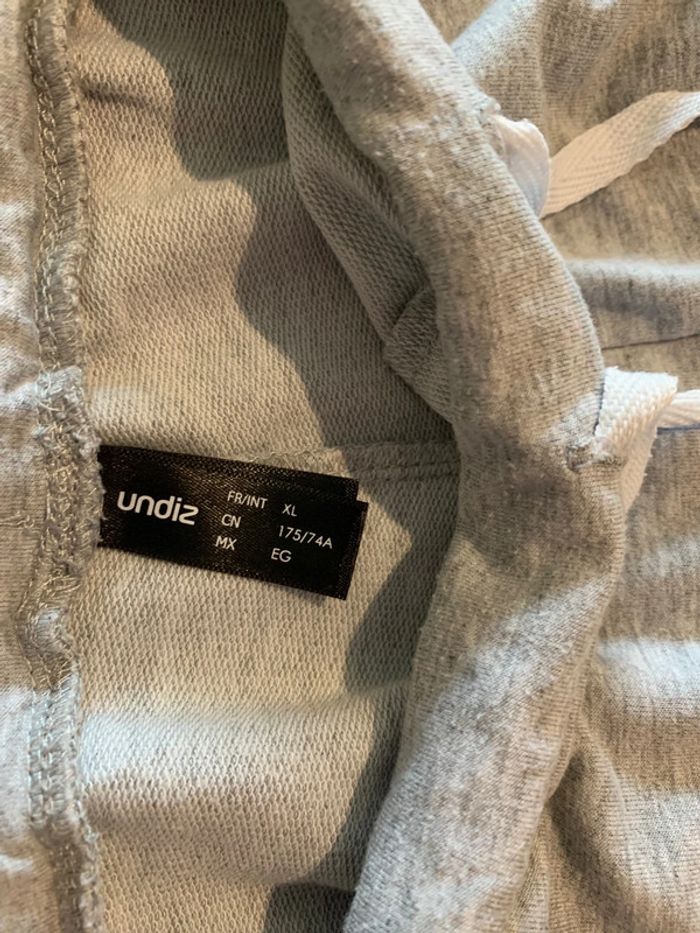 undiz
FR/INT XL
CN 175/74A
MX EG